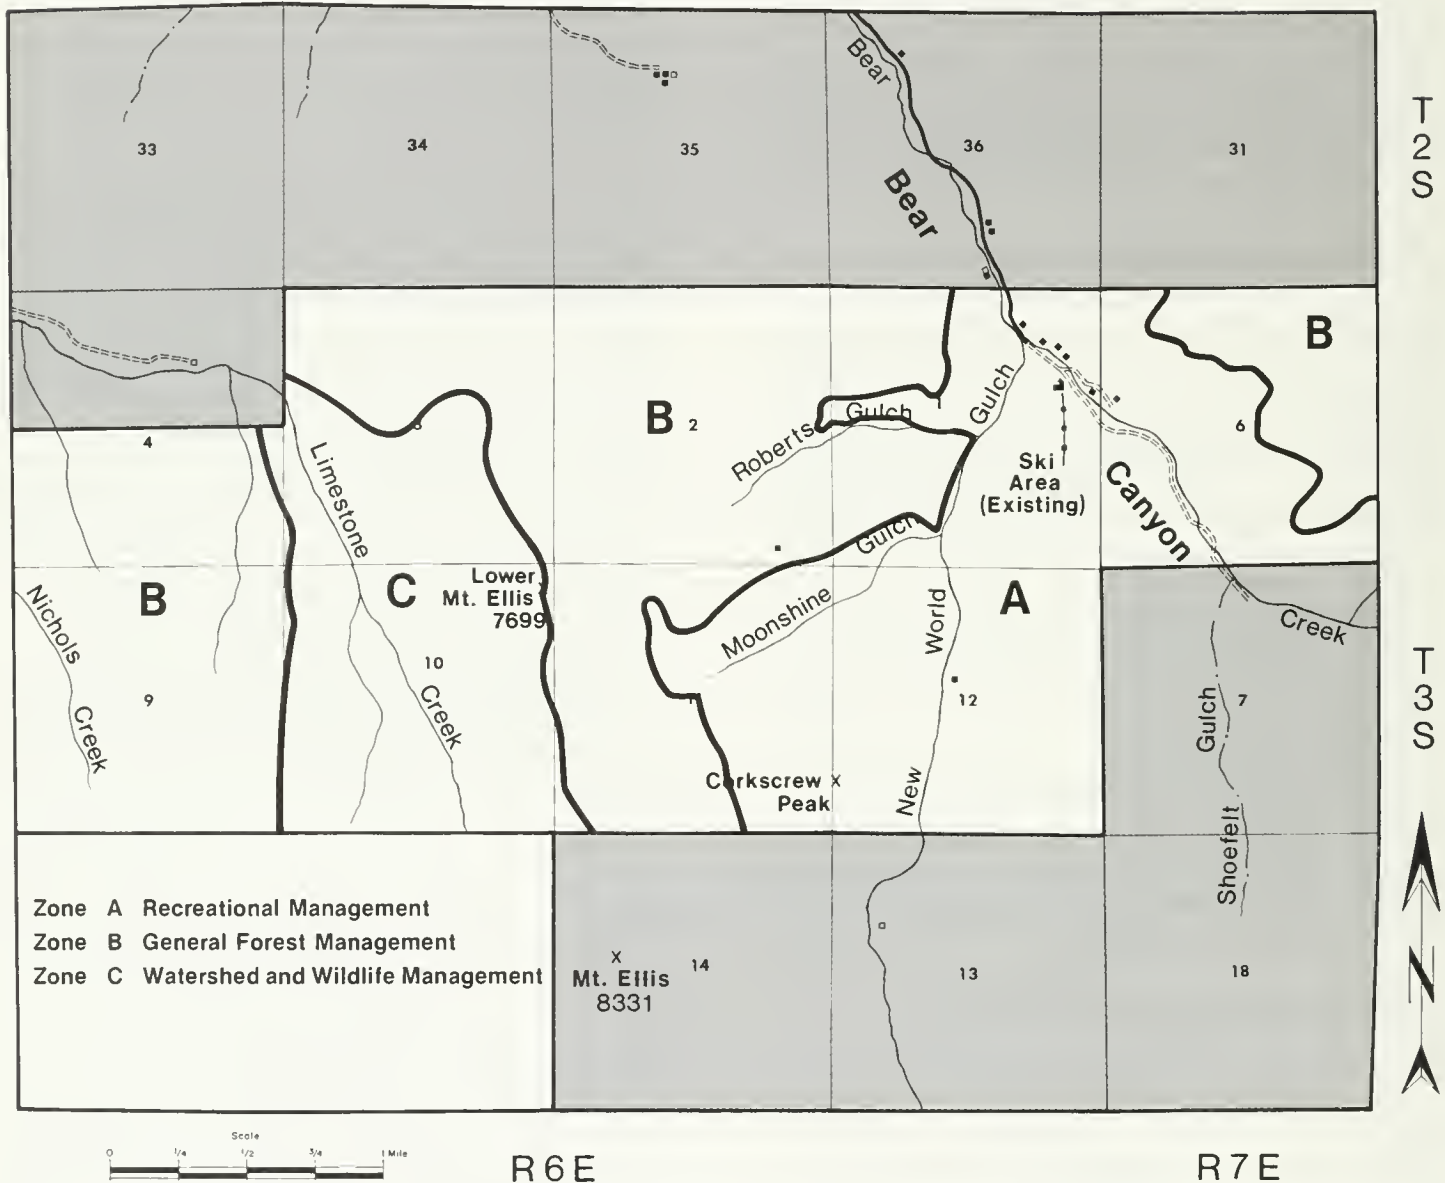 Bear
33
34
35
36
31
T
2
S
Bear
B
4
B
2
Gulch
Gulch
Roberts
6
Limestone
Ski
Area
(Existing)
Canyon
Gulch
Lower
Mt. Ellis
7699
B
C
A
Nichols
Creek
Moonshine
World
Creek
10
9
12
Gulch
7
T
3
S
Creek
Corkscrew X
Peak
New
Shoefelt
Zone A Recreational Management
Zone B General Forest Management
Zone C Watershed and Wildlife Management
X
Mt. Ellis
8331
14
13
18
N
Scale
0 1/4 1/2 3/4 1 Mile
R6E
R7E